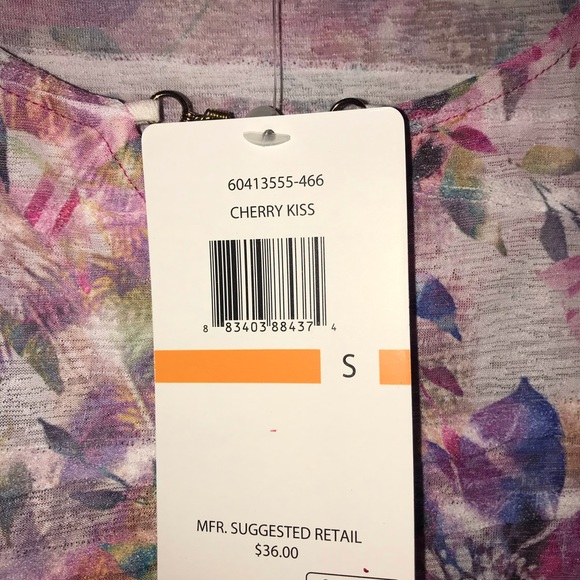 60413555-466
CHERRY KISS
8 83403 88437 4
S
MFR. SUGGESTED RETAIL
$36.00